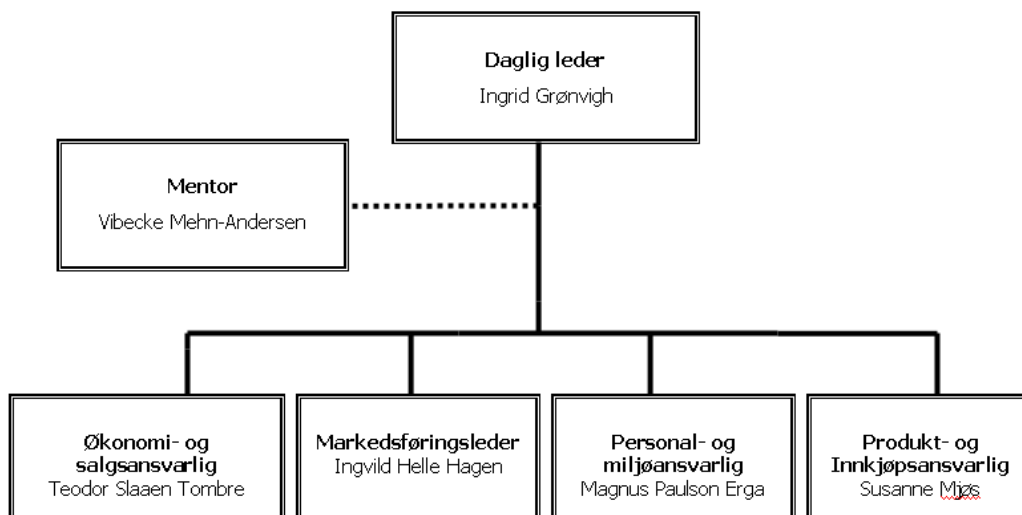 Daglig leder
Ingrid Grønvigh
Mentor
Vibecke Mehn-Andersen
Økonomi- og
salgsansvarlig
Teodor Slaaen Tombre
Markedsføringsleder
Ingvild Helle Hagen
Personal- og
miljøansvarlig
Magnus Paulson Erga
Produkt- og
Innkjøpsansvarlig
Susanne Mjøs